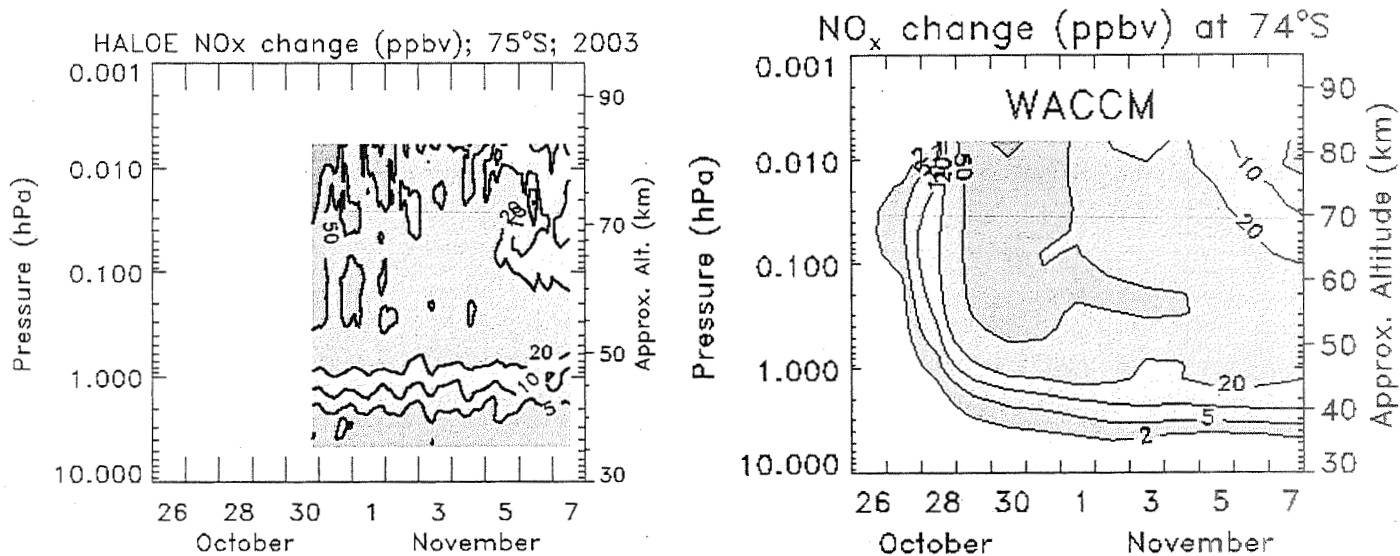 HALOE NOx change (ppbv); 75°S; 2003
0.001
0.010
0.100
1.000
10.000
Pressure (hPa)
90
70
50
30
Approx. Alt. (km)
50
20
10
5
26 28 30 1 3 5 7
October November
NOₓ change (ppbv) at 74°S
WACCM
0.001
0.010
0.100
1.000
10.000
Pressure (hPa)
90
80
70
60
50
40
30
Approx. Altitude (km)
2
50
10
20
20
5
2
26 28 30 1 3 5 7
October November